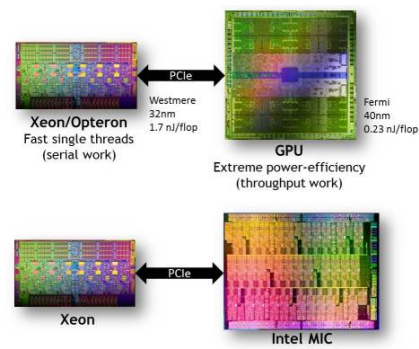 PCIe
Westmere
32nm
1.7 nJ/flop
Fermi
40nm
0.23 nJ/flop
Xeon/Opteron
Fast single threads
(serial work)
GPU
Extreme power-efficiency
(throughput work)
PCIe
Xeon
Intel MIC